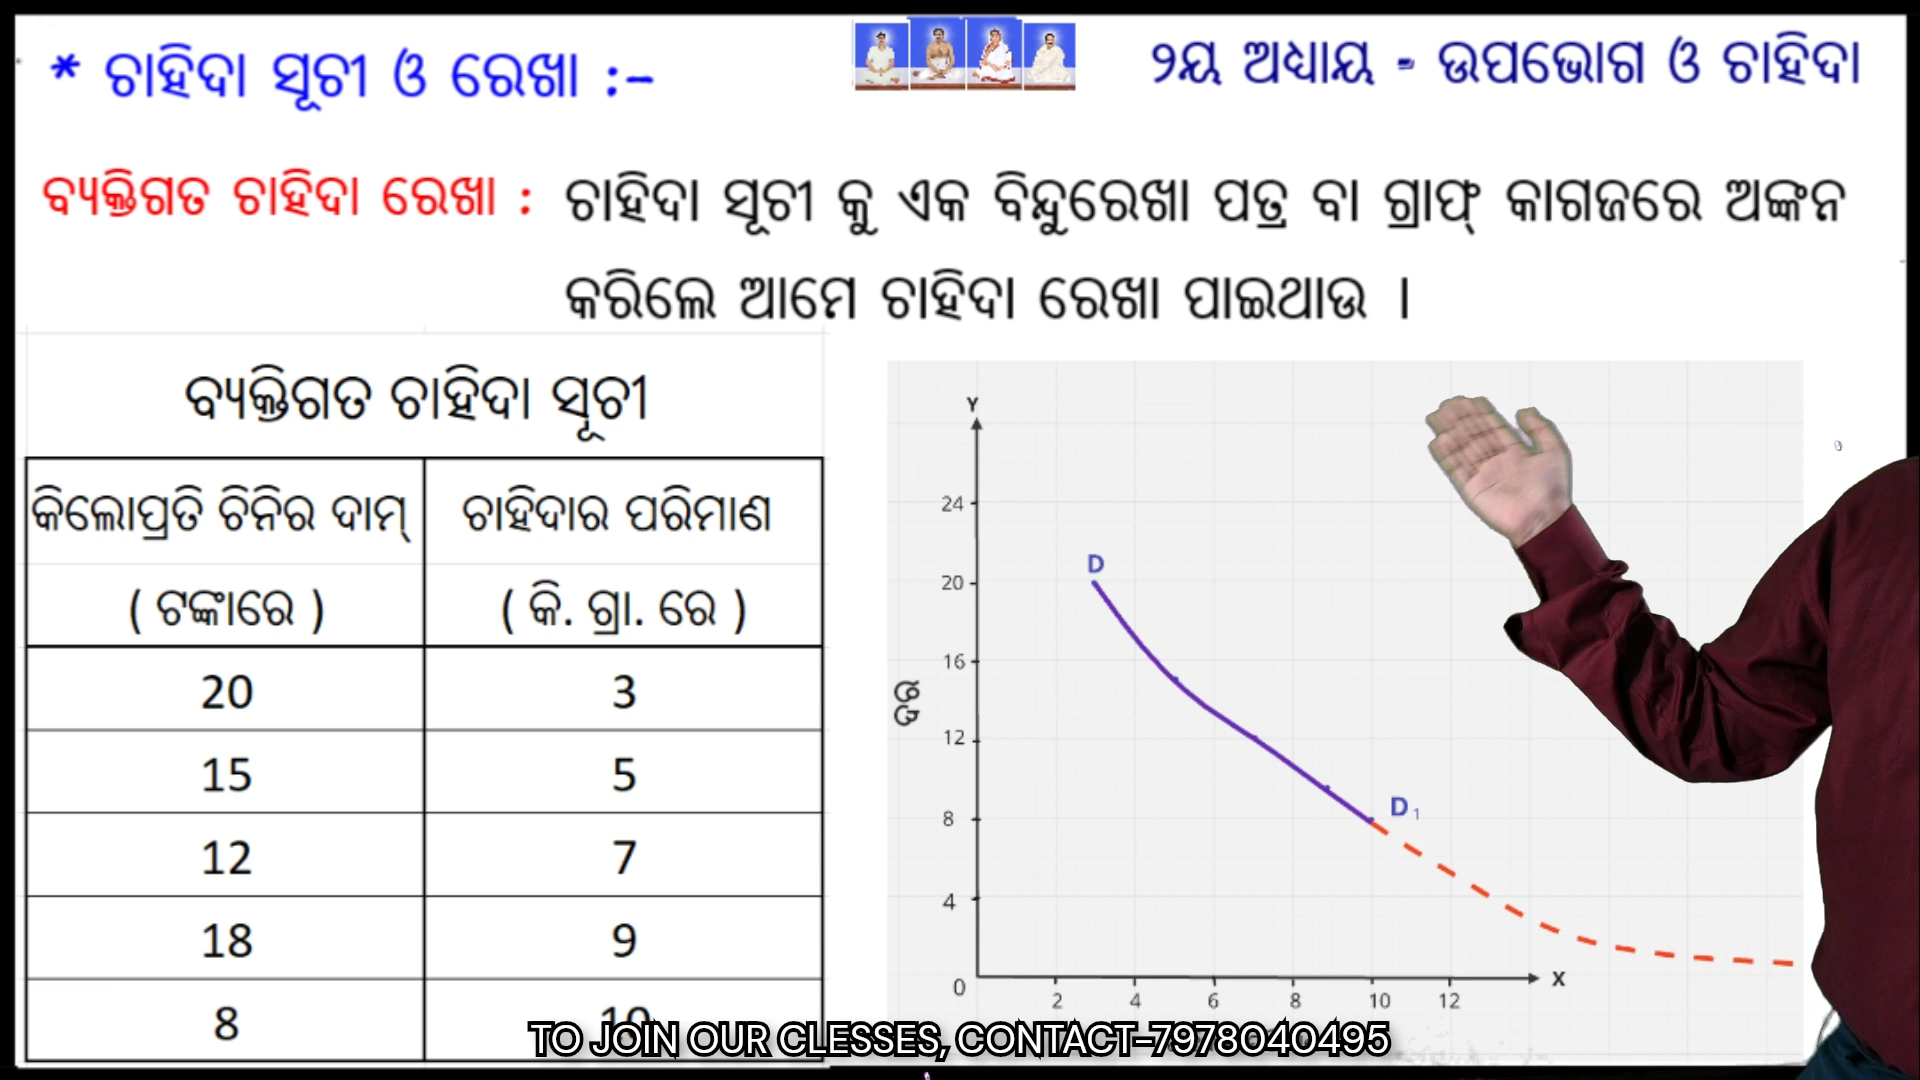 * ଚାହିଦା ସୂଚୀ ଓ ରେଖା :-
୨ୟ ଅଧ୍ୟାୟ - ଉପଭୋଗ ଓ ଚାହିଦା
ବ୍ୟକ୍ତିଗତ ଚାହିଦା ରେଖା : ଚାହିଦା ସୂଚୀ କୁ ଏକ ବିନ୍ଦୁରେଖା ପତ୍ର ବା ଗ୍ରାଫ୍ କାଗଜରେ ଅଙ୍କନ
କରିଲେ ଆମେ ଚାହିଦା ରେଖା ପାଇଥାଉ ।
ବ୍ୟକ୍ତିଗତ ଚାହିଦା ସୂଚୀ
କିଲୋପ୍ରତି ଚିନିର ଦାମ୍ ଚାହିଦାର ପରିମାଣ
( ଟଙ୍କାରେ ) ( କି. ଗ୍ରା. ରେ )
20 3
15 5
12 7
18 9
8 10
Y
24
20
16
12
8
4
0
D
D1
ଦର
2 4 6 8 10 12
X
TO JOIN OUR CLESSES, CONTACT-7978040495